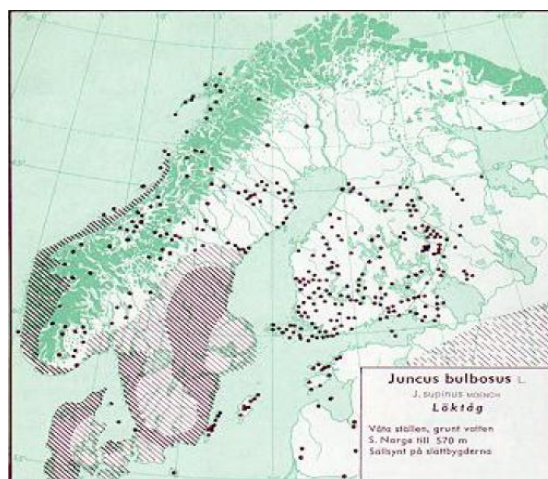 Juncus bulbosus L.
J. supinus MOENCH
Löktåg
Våta ställen, grunt vatten
S. Norge till 570 m
Sällsynt på slättbygderna